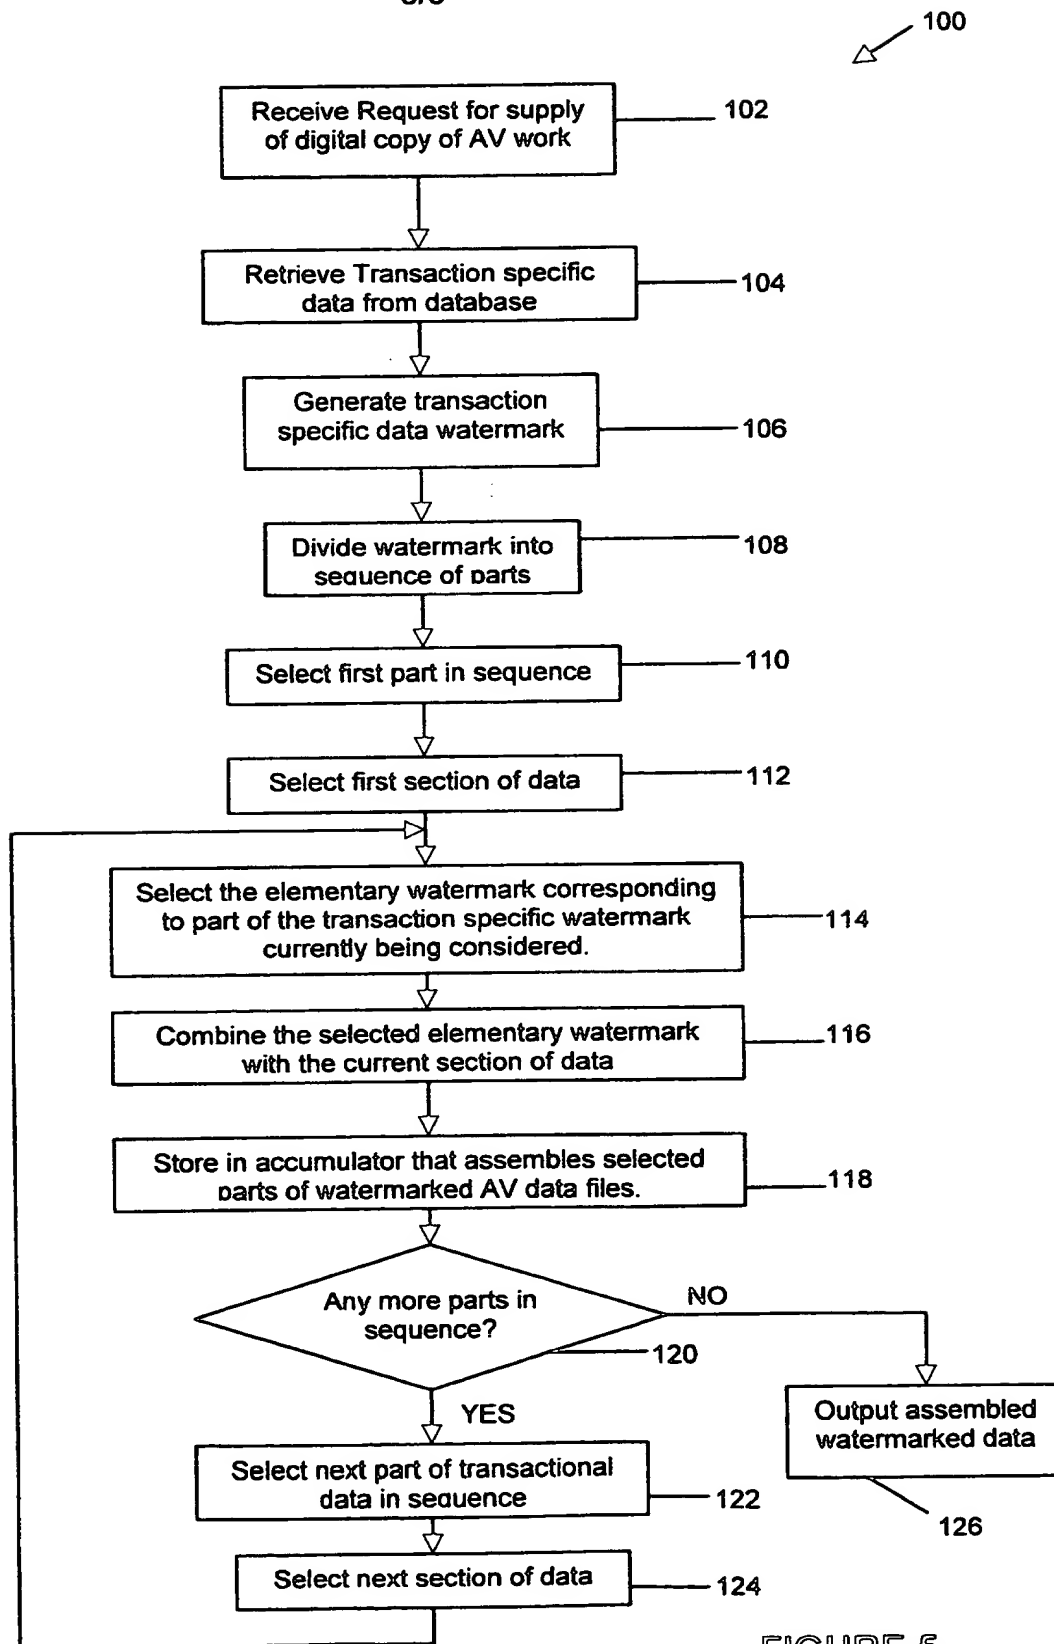 100
Receive Request for supply
of digital copy of AV work
102
Retrieve Transaction specific
data from database
104
Generate transaction
specific data watermark
106
Divide watermark into
sequence of parts
108
Select first part in sequence
110
Select first section of data
112
Select the elementary watermark corresponding
to part of the transaction specific watermark
currently being considered.
114
Combine the selected elementary watermark
with the current section of data
116
Store in accumulator that assembles selected
parts of watermarked AV data files.
118
Any more parts in
sequence?
NO
120
YES
Output assembled
watermarked data
126
Select next part of transactional
data in sequence
122
Select next section of data
124
FIGURE